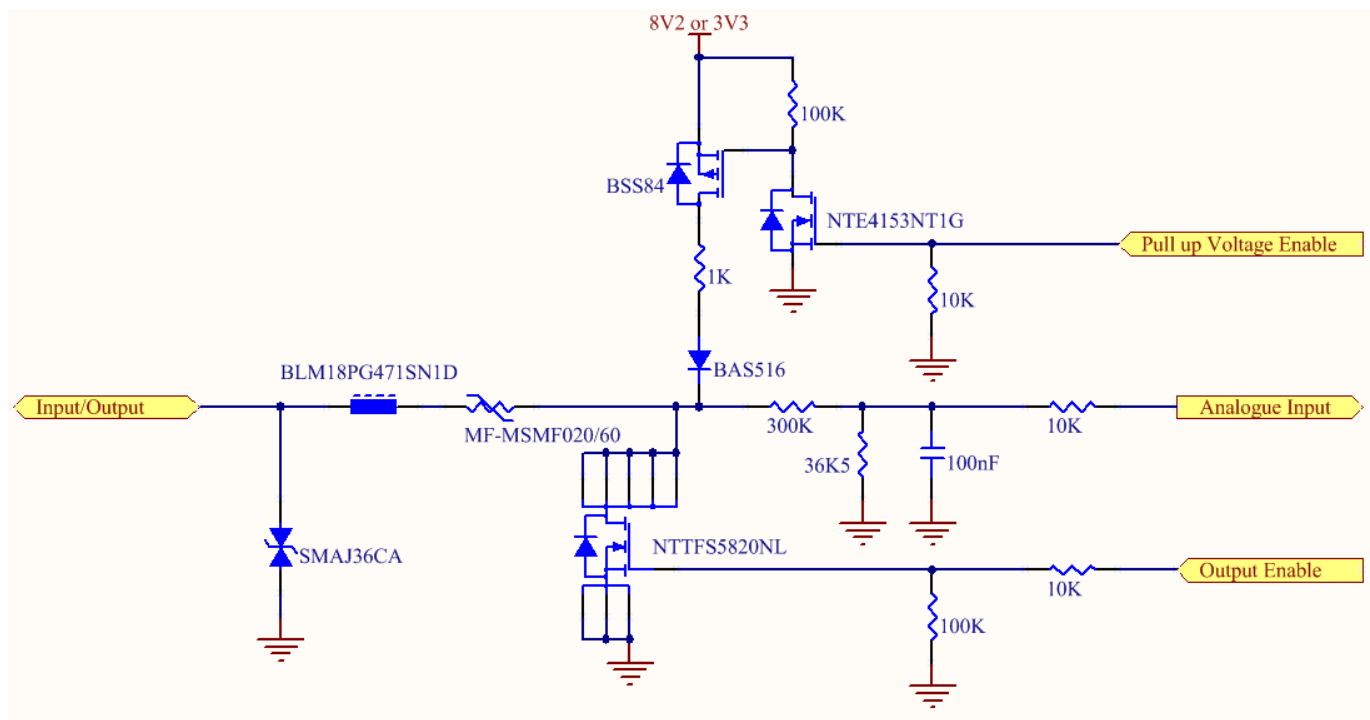 8V2 or 3V3
100K
BSS84
NTE4153NT1G
Pull up Voltage Enable
1K
10K
BAS516
BLM18PG471SN1D
Input/Output
MF-MSMF020/60
300K
10K
Analogue Input
36K5
100nF
SMAJ36CA
NTTFS5820NL
Output Enable
10K
100K